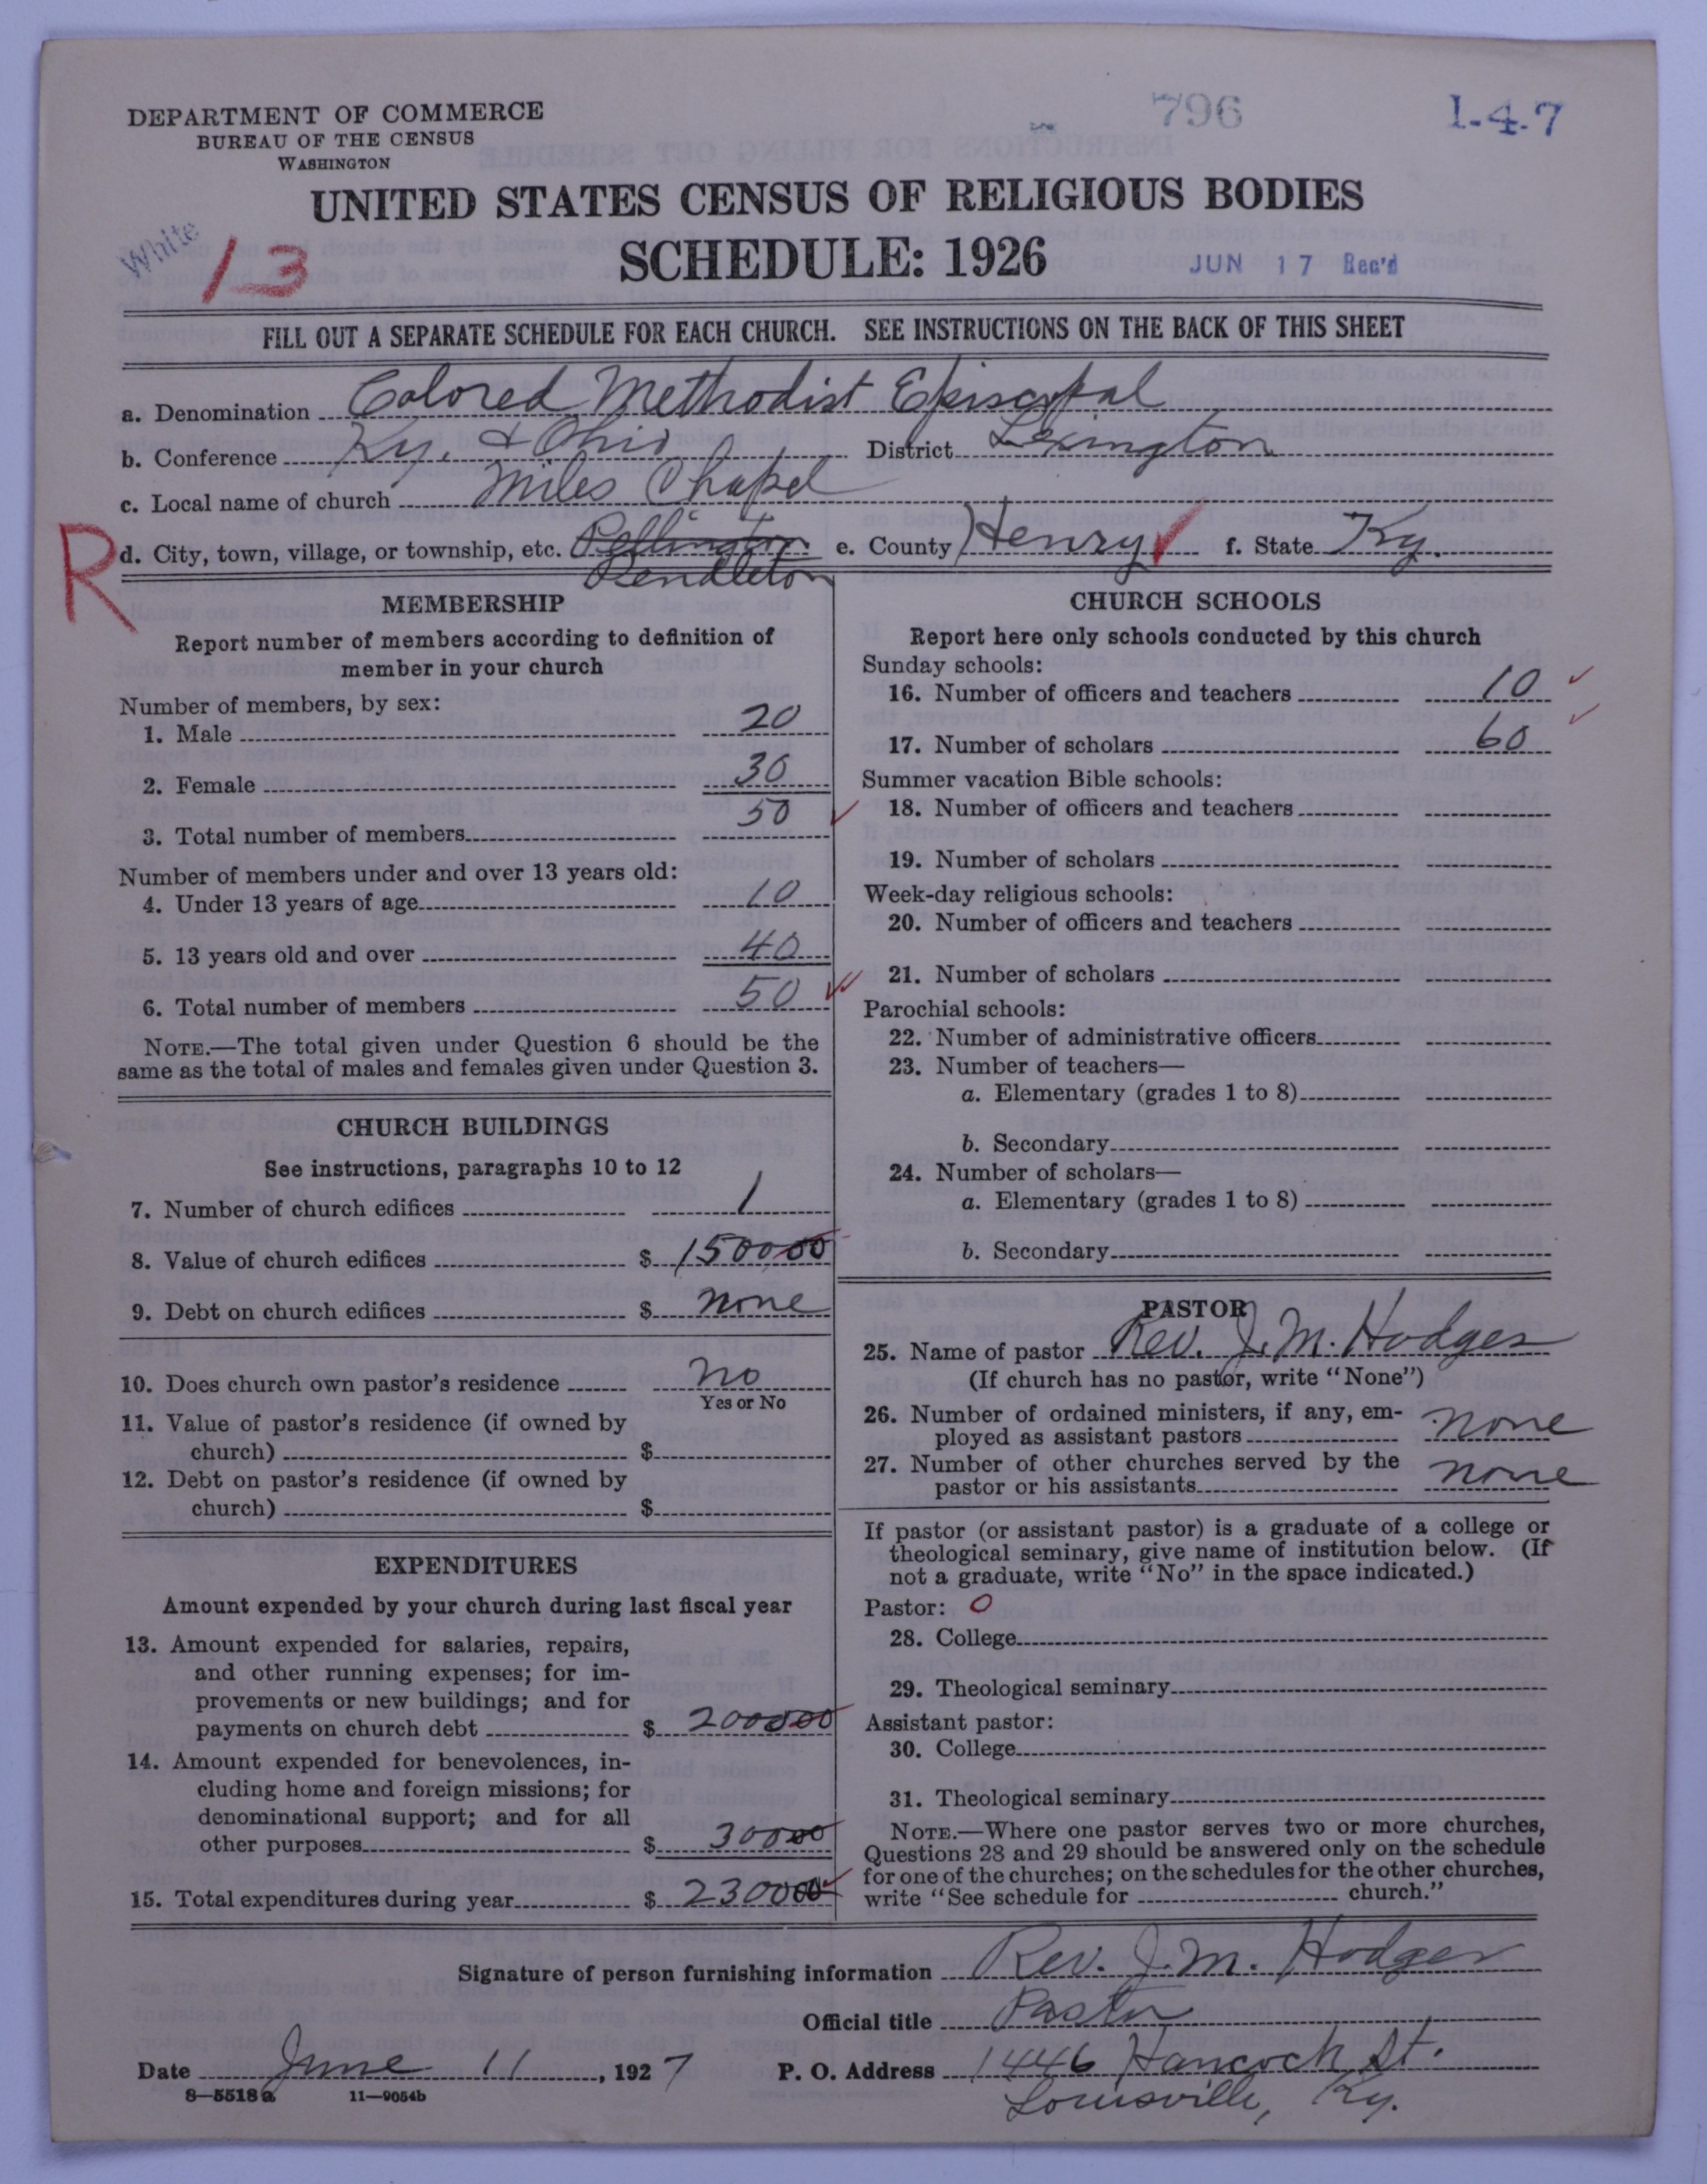 DEPARTMENT OF COMMERCE
BUREAU OF THE CENSUS
WASHINGTON
796
1-4-7
UNITED STATES CENSUS OF RELIGIOUS BODIES
SCHEDULE: 1926
White
13
JUN 17 Rec'd
FILL OUT A SEPARATE SCHEDULE FOR EACH CHURCH. SEE INSTRUCTIONS ON THE BACK OF THIS SHEET
a. Denomination Colored Methodist Episcopal
b. Conference Ky. & Ohio District Lexington
c. Local name of church Miles Chapel
R
d. City, town, village, or township, etc. Pellington e. County Henry f. State Ky.
Pendleton
MEMBERSHIP
Report number of members according to definition of
member in your church
Number of members, by sex:
1. Male 20
2. Female 30
3. Total number of members 50
Number of members under and over 13 years old:
4. Under 13 years of age 10
5. 13 years old and over 40
6. Total number of members 50
NOTE.—The total given under Question 6 should be the
same as the total of males and females given under Question 3.
CHURCH BUILDINGS
See instructions, paragraphs 10 to 12
7. Number of church edifices 1
8. Value of church edifices $ 150000
9. Debt on church edifices $ none
10. Does church own pastor's residence no
Yes or No
11. Value of pastor's residence (if owned by
church) $
12. Debt on pastor's residence (if owned by
church) $
EXPENDITURES
Amount expended by your church during last fiscal year
13. Amount expended for salaries, repairs,
and other running expenses; for im-
provements or new buildings; and for
payments on church debt $ 20000
14. Amount expended for benevolences, in-
cluding home and foreign missions; for
denominational support; and for all
other purposes $ 3000
15. Total expenditures during year $ 23000
CHURCH SCHOOLS
Report here only schools conducted by this church
Sunday schools:
16. Number of officers and teachers 10
17. Number of scholars 60
Summer vacation Bible schools:
18. Number of officers and teachers
19. Number of scholars
Week-day religious schools:
20. Number of officers and teachers
21. Number of scholars
Parochial schools:
22. Number of administrative officers
23. Number of teachers—
a. Elementary (grades 1 to 8)
b. Secondary
24. Number of scholars—
a. Elementary (grades 1 to 8)
b. Secondary
PASTOR
25. Name of pastor Rev. J. M. Hodges
(If church has no pastor, write "None")
26. Number of ordained ministers, if any, em-
ployed as assistant pastors none
27. Number of other churches served by the
pastor or his assistants none
If pastor (or assistant pastor) is a graduate of a college or
theological seminary, give name of institution below. (If
not a graduate, write "No" in the space indicated.)
Pastor: 0
28. College
29. Theological seminary
Assistant pastor:
30. College
31. Theological seminary
NOTE.—Where one pastor serves two or more churches,
Questions 28 and 29 should be answered only on the schedule
for one of the churches; on the schedules for the other churches,
write "See schedule for church."
Signature of person furnishing information Rev. J. M. Hodges
Official title Pastor
Date June 11, 1927 P. O. Address 1446 Hancock St.
8—5518a 11—9054b Louisville, Ky.